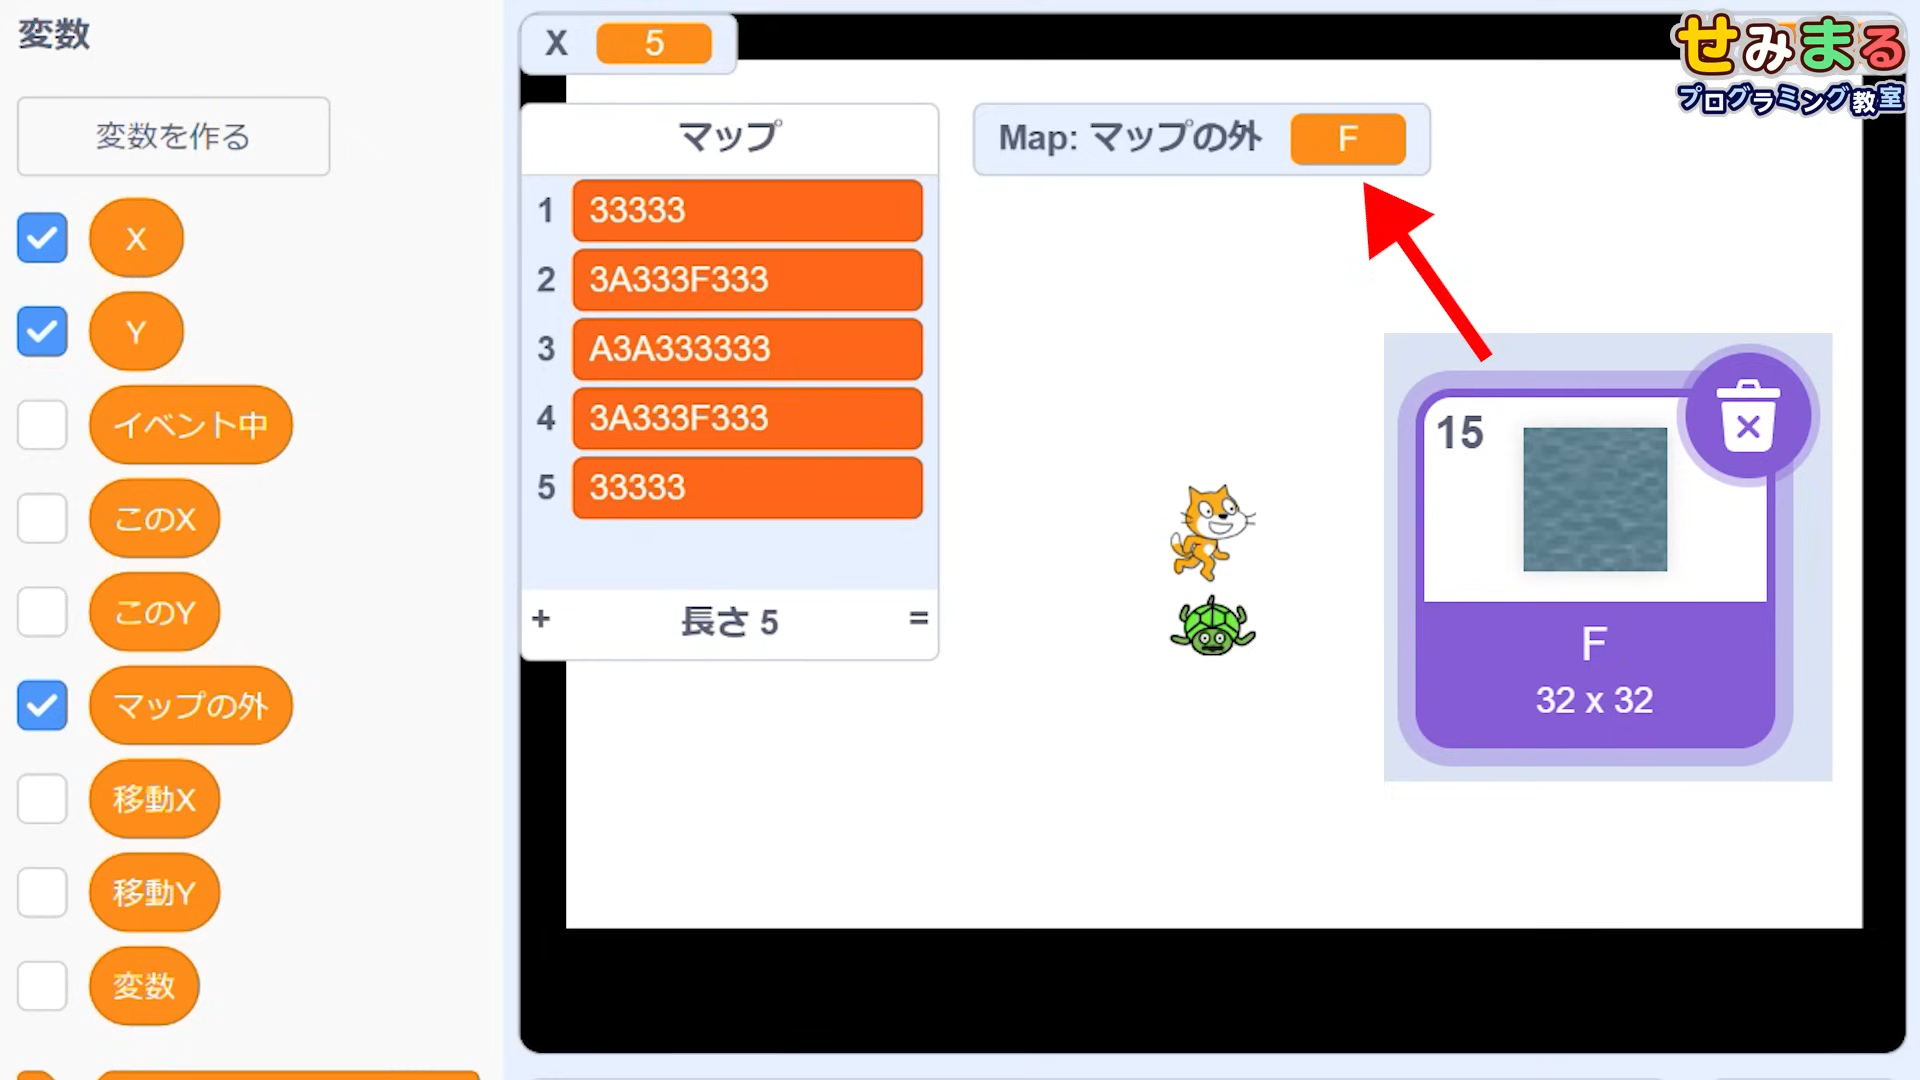 変数
変数を作る
X
Y
イベント中
このX
このY
マップの外
移動X
移動Y
変数
X 5
マップ
1 33333
2 3A333F333
3 A3A333333
4 3A333F333
5 33333
+ 長さ 5 =
Map: マップの外 F
15
F
32 x 32
せみまる
プログラミング教室